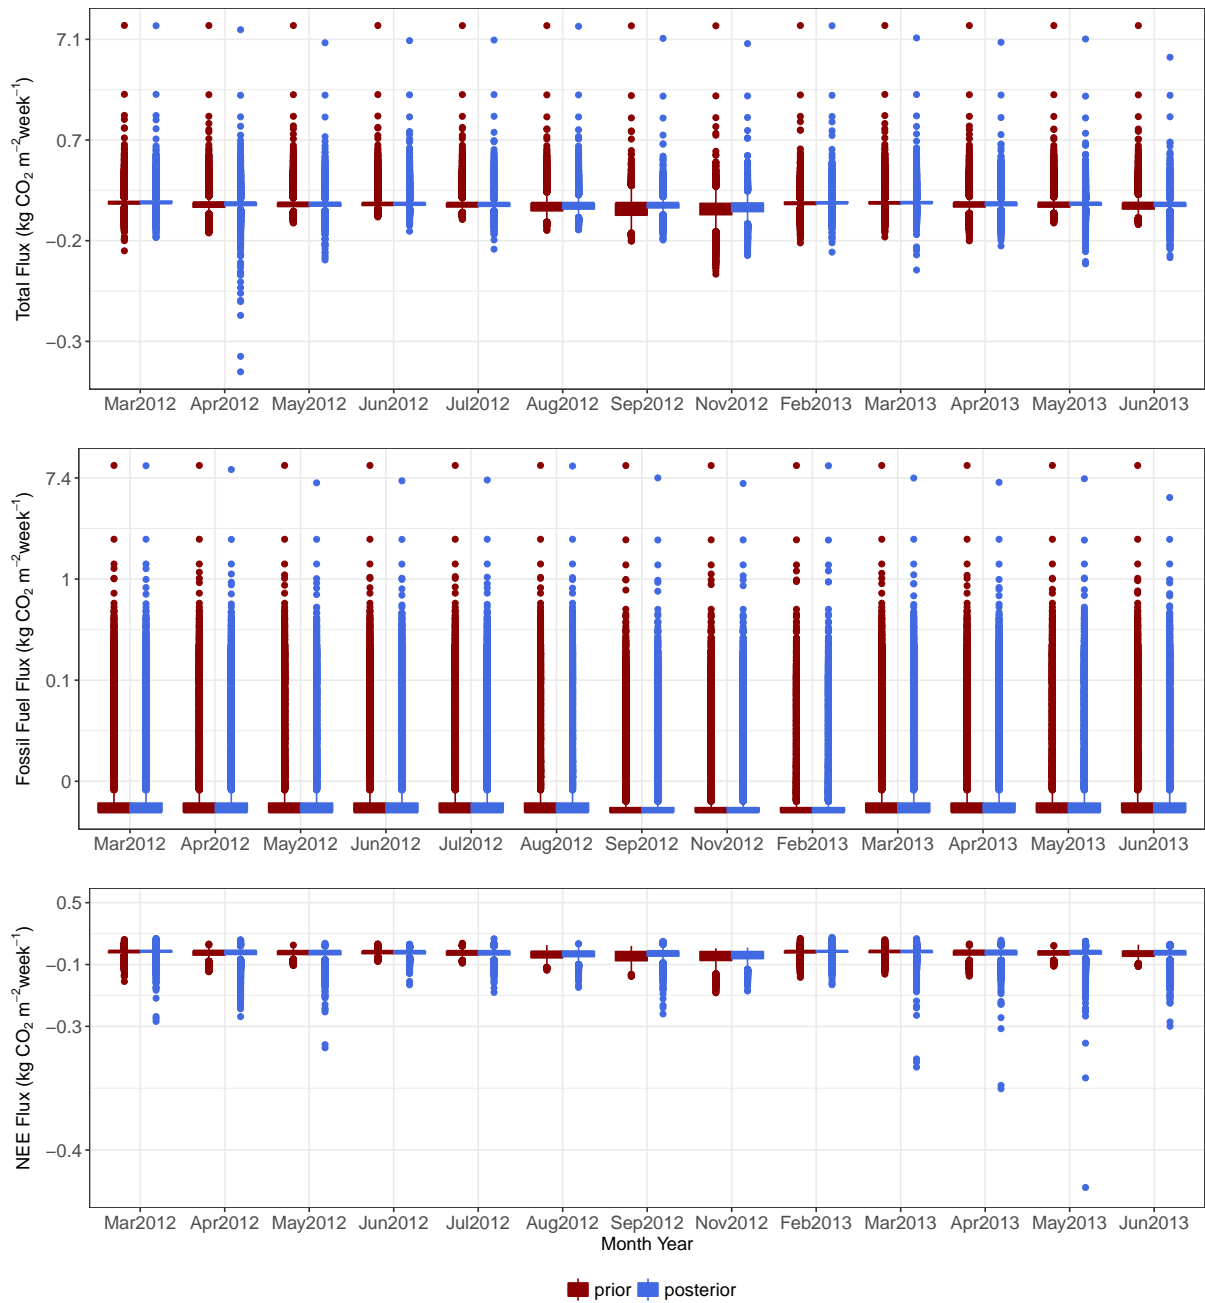 Total Flux (kg CO₂ m⁻²week⁻¹)
7.1
0.7
−0.2
−0.3
Mar2012 Apr2012 May2012 Jun2012 Jul2012 Aug2012 Sep2012 Nov2012 Feb2013 Mar2013 Apr2013 May2013 Jun2013
Fossil Fuel Flux (kg CO₂ m⁻²week⁻¹)
7.4
1
0.1
0
Mar2012 Apr2012 May2012 Jun2012 Jul2012 Aug2012 Sep2012 Nov2012 Feb2013 Mar2013 Apr2013 May2013 Jun2013
NEE Flux (kg CO₂ m⁻²week⁻¹)
0.5
−0.1
−0.3
−0.4
Mar2012 Apr2012 May2012 Jun2012 Jul2012 Aug2012 Sep2012 Nov2012 Feb2013 Mar2013 Apr2013 May2013 Jun2013
Month Year
prior posterior